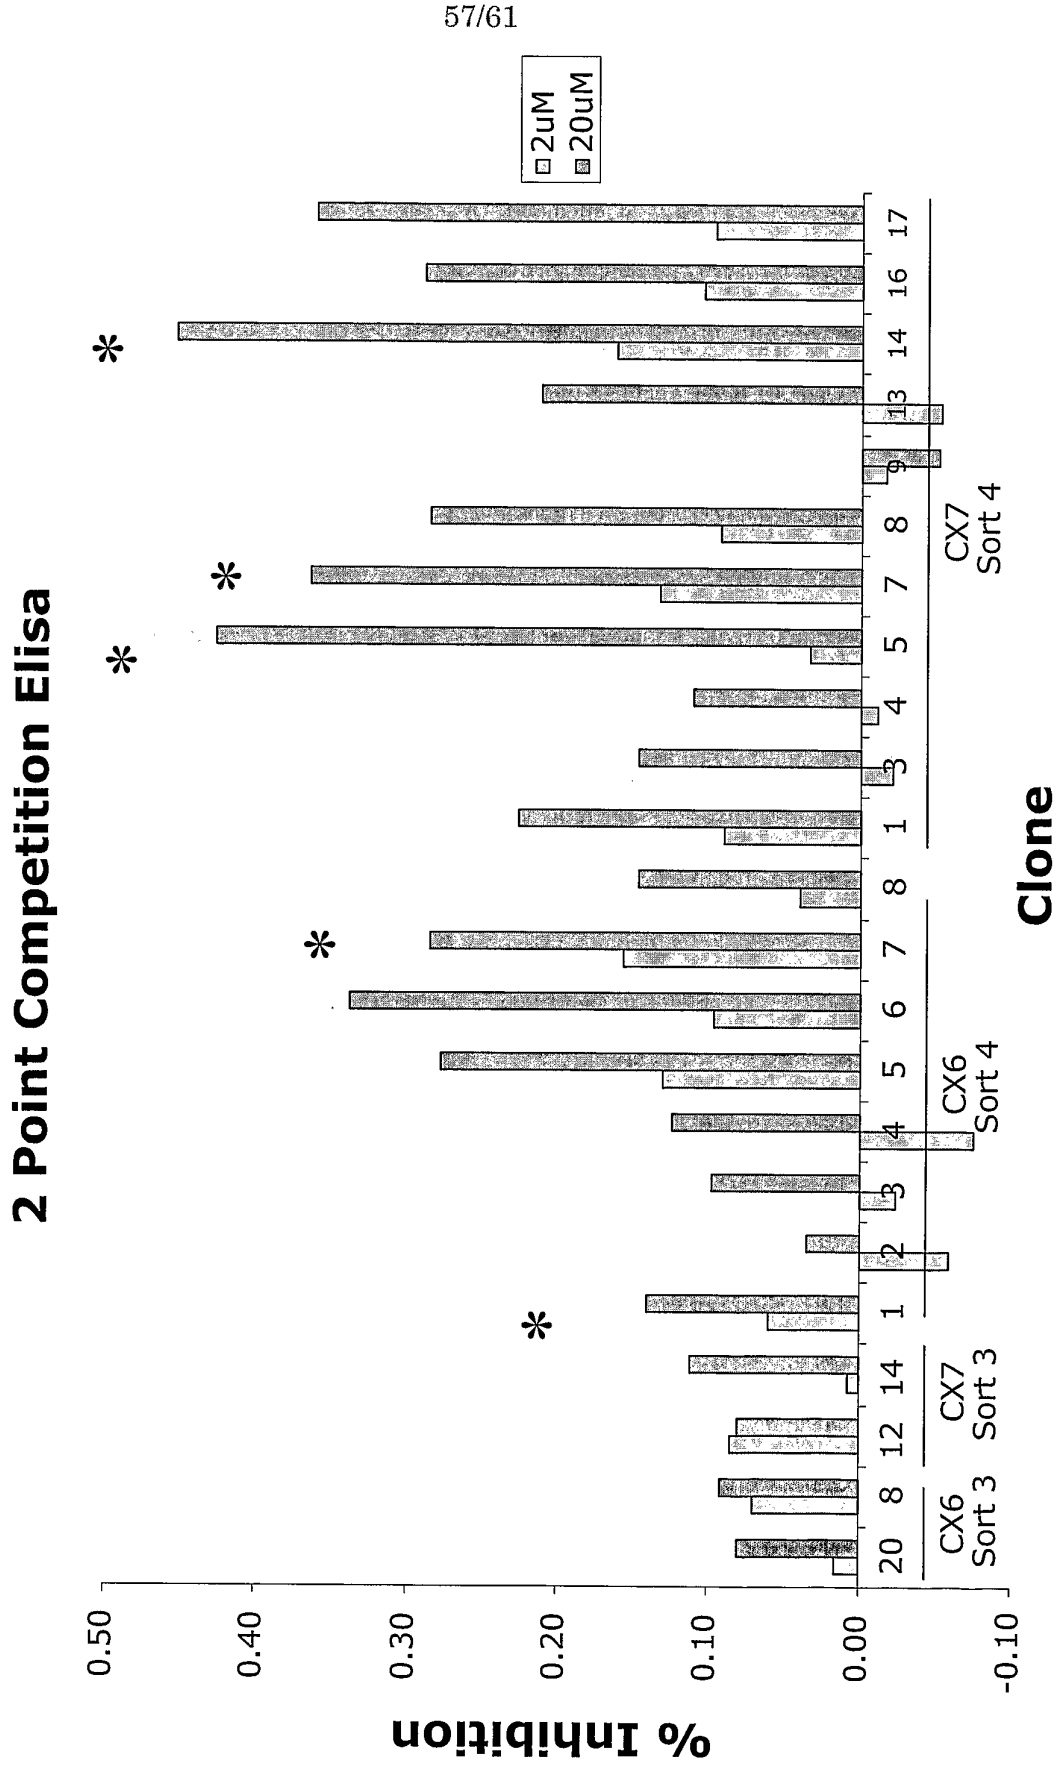 57/61
2 Point Competition Elisa
2uM
20uM
% Inhibition
0.50
0.40
0.30
0.20
0.10
0.00
-0.10
20 8 12 14 1 2 3 4 5 6 7 8 1 3 4 5 7 8 9 13 14 16 17
* * * * *
CX6
Sort 3
CX7
Sort 3
CX6
Sort 4
CX7
Sort 4
Clone